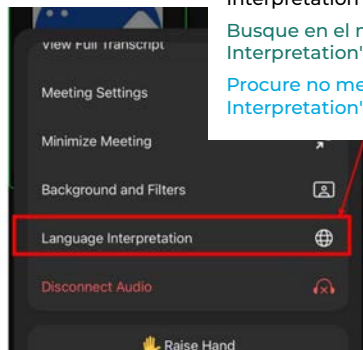 Interpretation
Busque en el
Interpretation"
Procure no me
Interpretation"
View Full Transcript
Meeting Settings
Minimize Meeting
Background and Filters
Language Interpretation
Disconnect Audio
Raise Hand